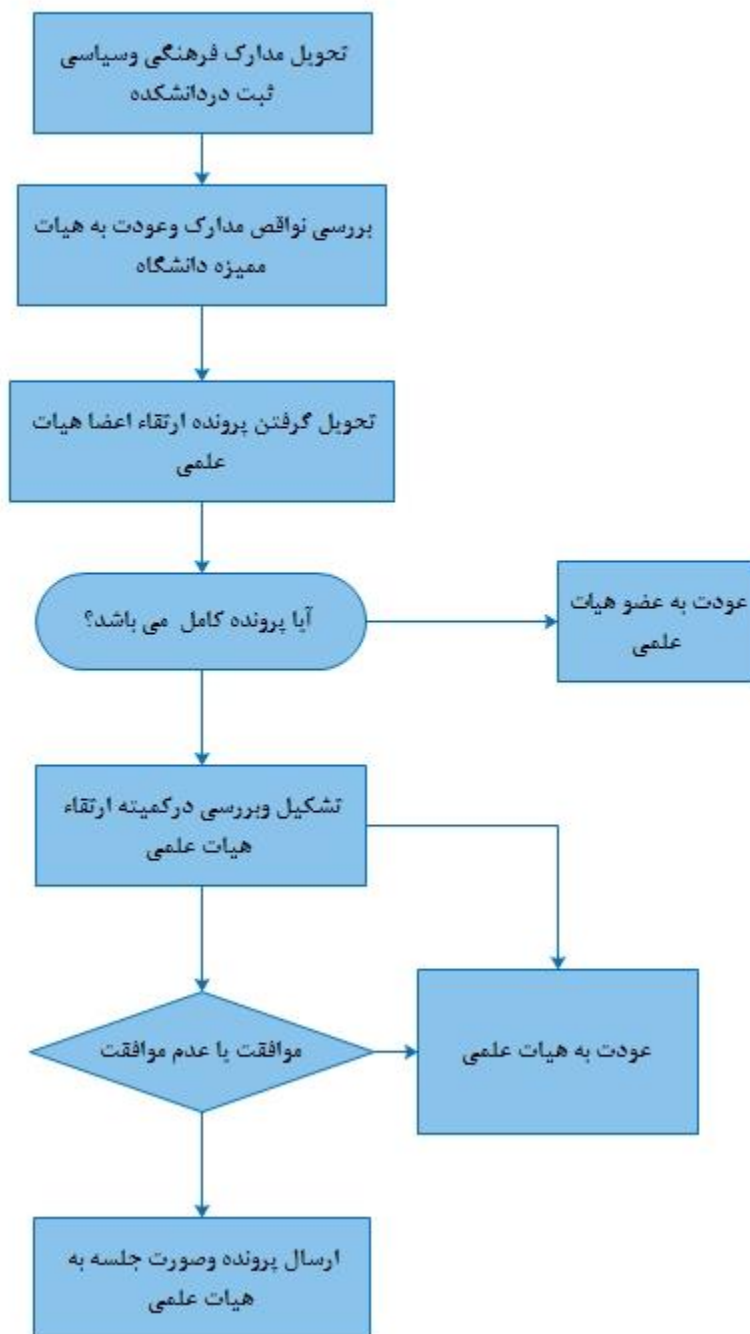 تحویل مدارک فرهنگی وسیاسی
ثبت دردانشکده
بررسی نواقص مدارک وعودت به هیات
ممیزه دانشگاه
تحویل گرفتن پرونده ارتقاء اعضا هیات
علمی
آیا پرونده کامل می باشد؟
عودت به عضو هیات
علمی
تشکیل وبررسی درکمیته ارتقاء
هیات علمی
موافقت یا عدم موافقت
عودت به هیات علمی
ارسال پرونده وصورت جلسه به
هیات علمی